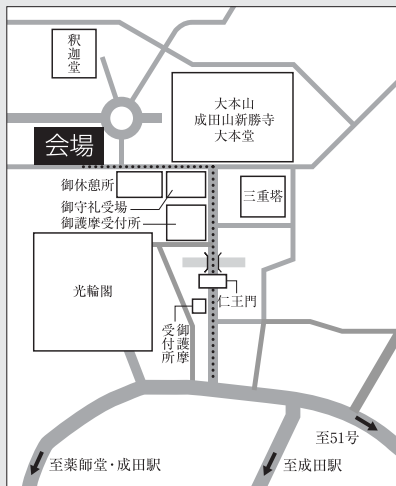 釈迦堂
大本山
成田山新勝寺
大本堂
会場
御休憩所
御守礼受場
御護摩受付所
三重塔
光輪閣
仁王門
御護摩
受付所
至51号
至薬師堂・成田駅
至成田駅